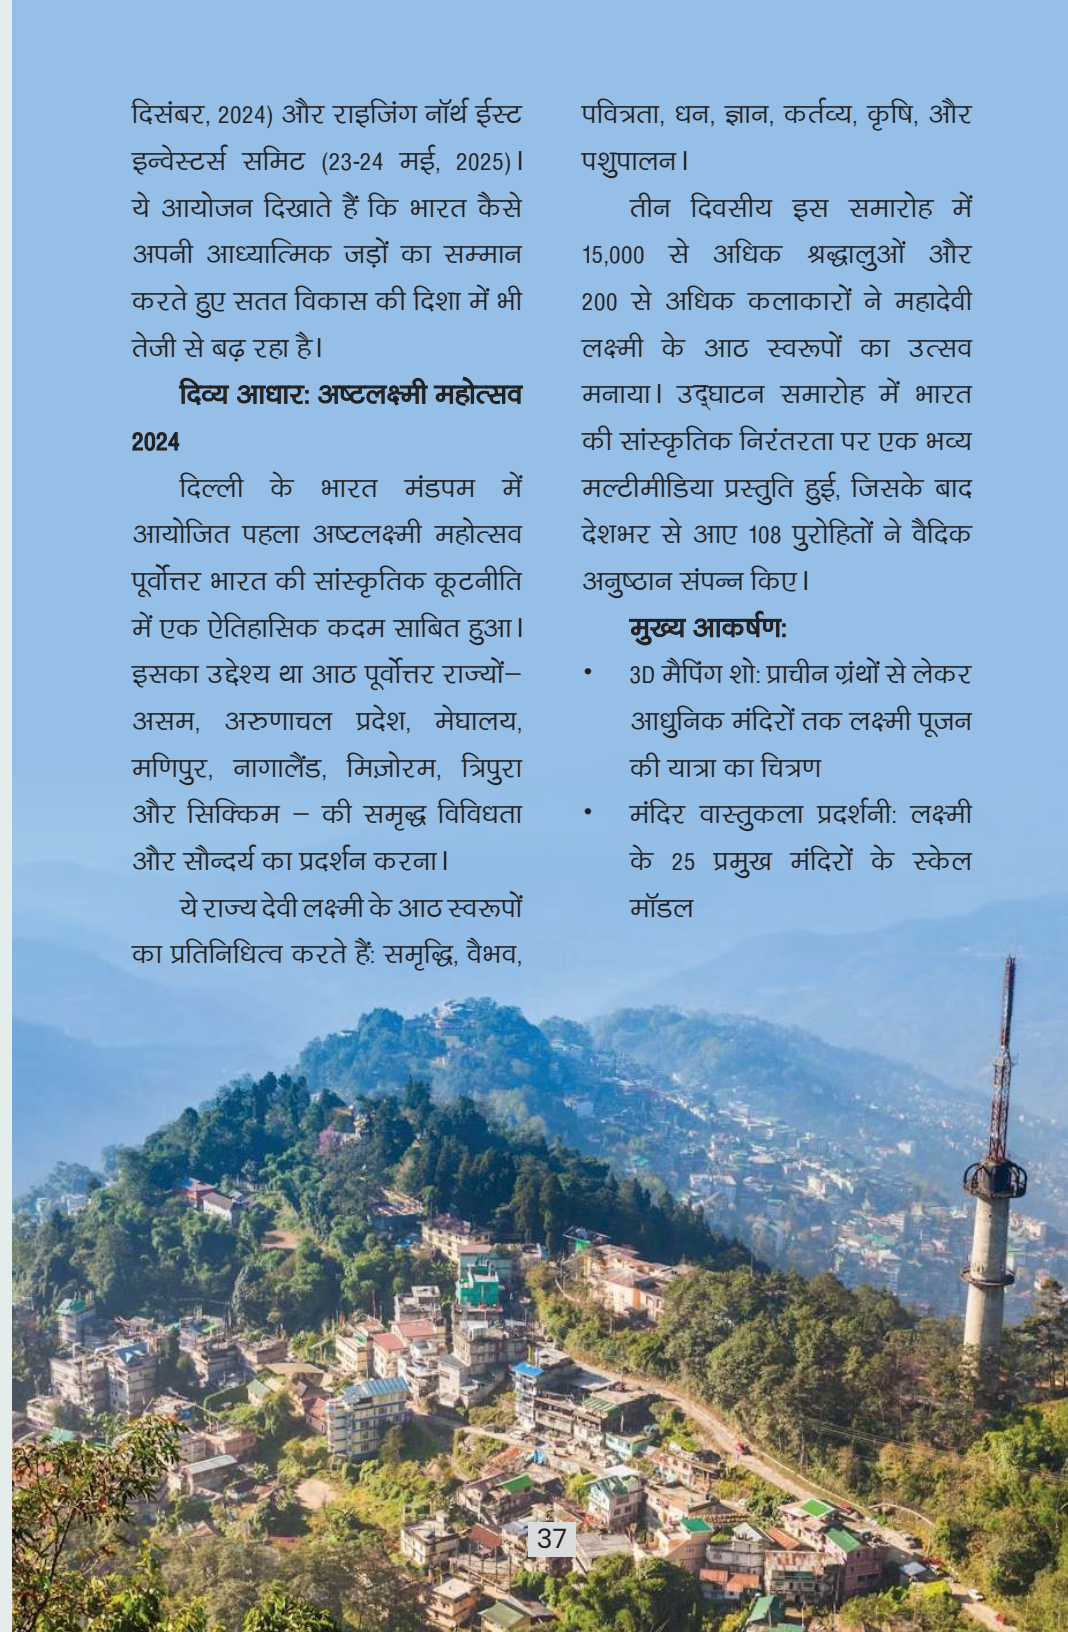 दिसंबर, 2024) और राइजिंग नॉर्थ ईस्ट
इन्वेस्टर्स समिट (23-24 मई, 2025)।
ये आयोजन दिखाते हैं कि भारत कैसे
अपनी आध्यात्मिक जड़ों का सम्मान
करते हुए सतत विकास की दिशा में भी
तेजी से बढ़ रहा है।
दिव्य आधार: अष्टलक्ष्मी महोत्सव
2024
दिल्ली के भारत मंडपम में
आयोजित पहला अष्टलक्ष्मी महोत्सव
पूर्वोत्तर भारत की सांस्कृतिक कूटनीति
में एक ऐतिहासिक कदम साबित हुआ।
इसका उद्देश्य था आठ पूर्वोत्तर राज्यों–
असम, अरुणाचल प्रदेश, मेघालय,
मणिपुर, नागालैंड, मिज़ोरम, त्रिपुरा
और सिक्किम – की समृद्ध विविधता
और सौन्दर्य का प्रदर्शन करना।
ये राज्य देवी लक्ष्मी के आठ स्वरूपों
का प्रतिनिधित्व करते हैं: समृद्धि, वैभव,
पवित्रता, धन, ज्ञान, कर्तव्य, कृषि, और
पशुपालन।
तीन दिवसीय इस समारोह में
15,000 से अधिक श्रद्धालुओं और
200 से अधिक कलाकारों ने महादेवी
लक्ष्मी के आठ स्वरूपों का उत्सव
मनाया। उद्घाटन समारोह में भारत
की सांस्कृतिक निरंतरता पर एक भव्य
मल्टीमीडिया प्रस्तुति हुई, जिसके बाद
देशभर से आए 108 पुरोहितों ने वैदिक
अनुष्ठान संपन्न किए।
मुख्य आकर्षण:
• 3D मैपिंग शो: प्राचीन ग्रंथों से लेकर
आधुनिक मंदिरों तक लक्ष्मी पूजन
की यात्रा का चित्रण
• मंदिर वास्तुकला प्रदर्शनी: लक्ष्मी
के 25 प्रमुख मंदिरों के स्केल
मॉडल
37